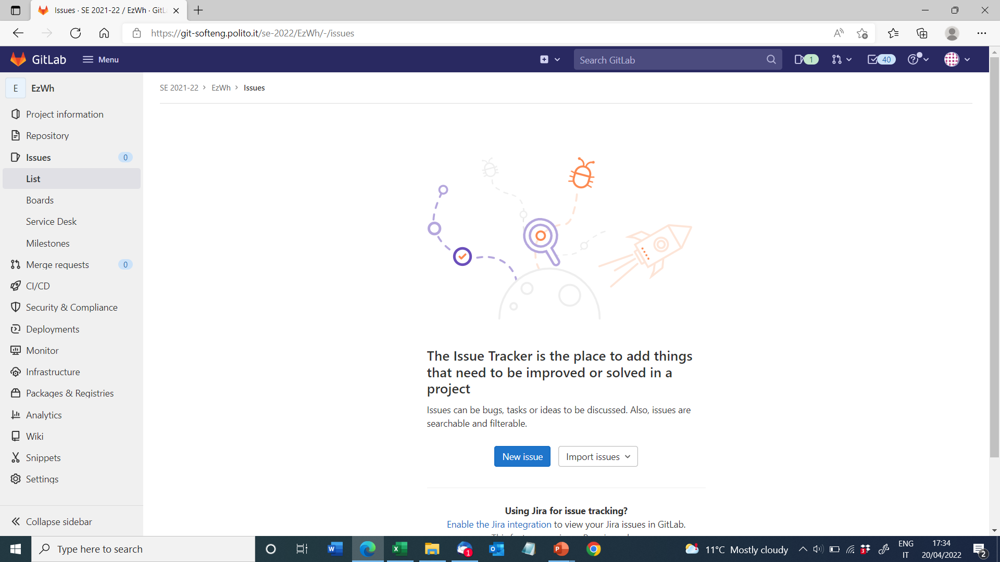 Issues · SE 2021-22 / EzWh · GitL
https://git-softeng.polito.it/se-2022/EzWh/-/issues
GitLab
Menu
Search GitLab
1
40
E
EzWh
SE 2021-22
EzWh
Issues
Project information
Repository
Issues
0
List
Boards
Service Desk
Milestones
Merge requests
0
CI/CD
Security & Compliance
Deployments
Monitor
Infrastructure
Packages & Registries
Analytics
Wiki
Snippets
Settings
Collapse sidebar
The Issue Tracker is the place to add things
that need to be improved or solved in a
project
Issues can be bugs, tasks or ideas to be discussed. Also, issues are
searchable and filterable.
New issue
Import issues
Using Jira for issue tracking?
Enable the Jira integration to view your Jira issues in GitLab.
Type here to search
1
11°C Mostly cloudy
3
ENG
IT
17:34
20/04/2022
2